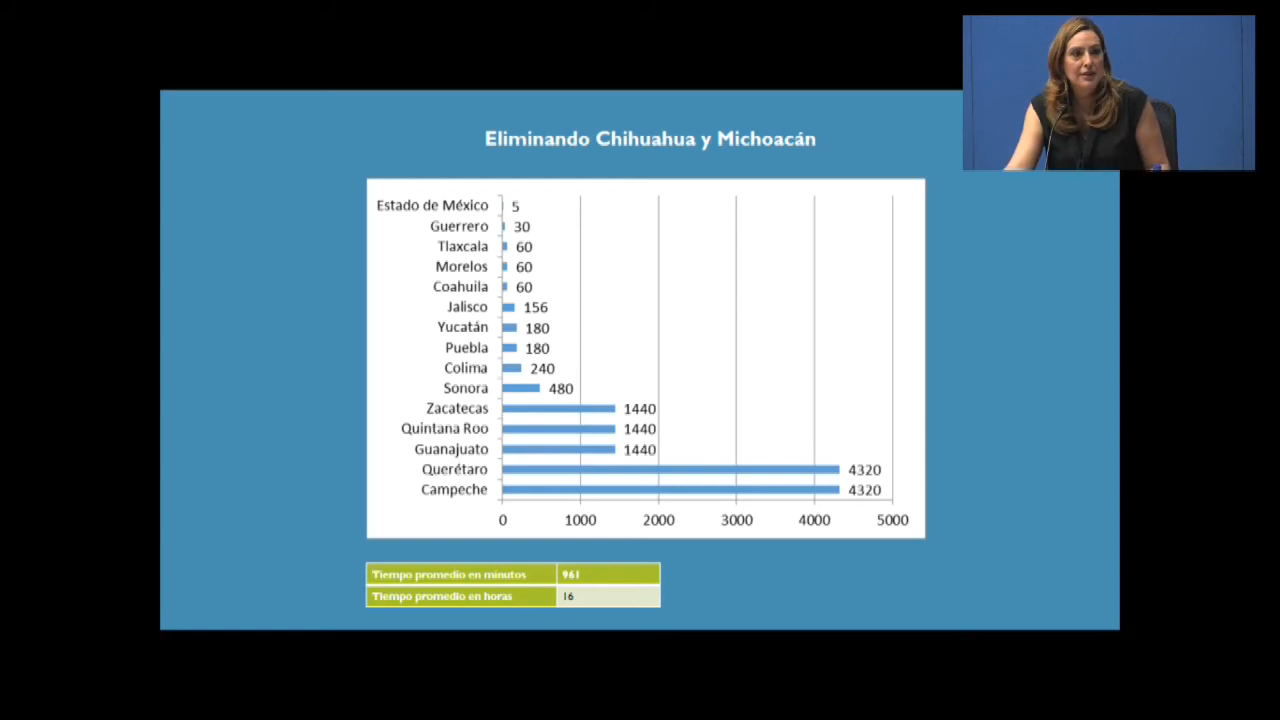 Eliminando Chihuahua y Michoacán
Estado de México 5
Guerrero 30
Tlaxcala 60
Morelos 60
Coahuila 60
Jalisco 156
Yucatán 180
Puebla 180
Colima 240
Sonora 480
Zacatecas 1440
Quintana Roo 1440
Guanajuato 1440
Querétaro 4320
Campeche 4320
0 1000 2000 3000 4000 5000
Tiempo promedio en minutos 961
Tiempo promedio en horas 16